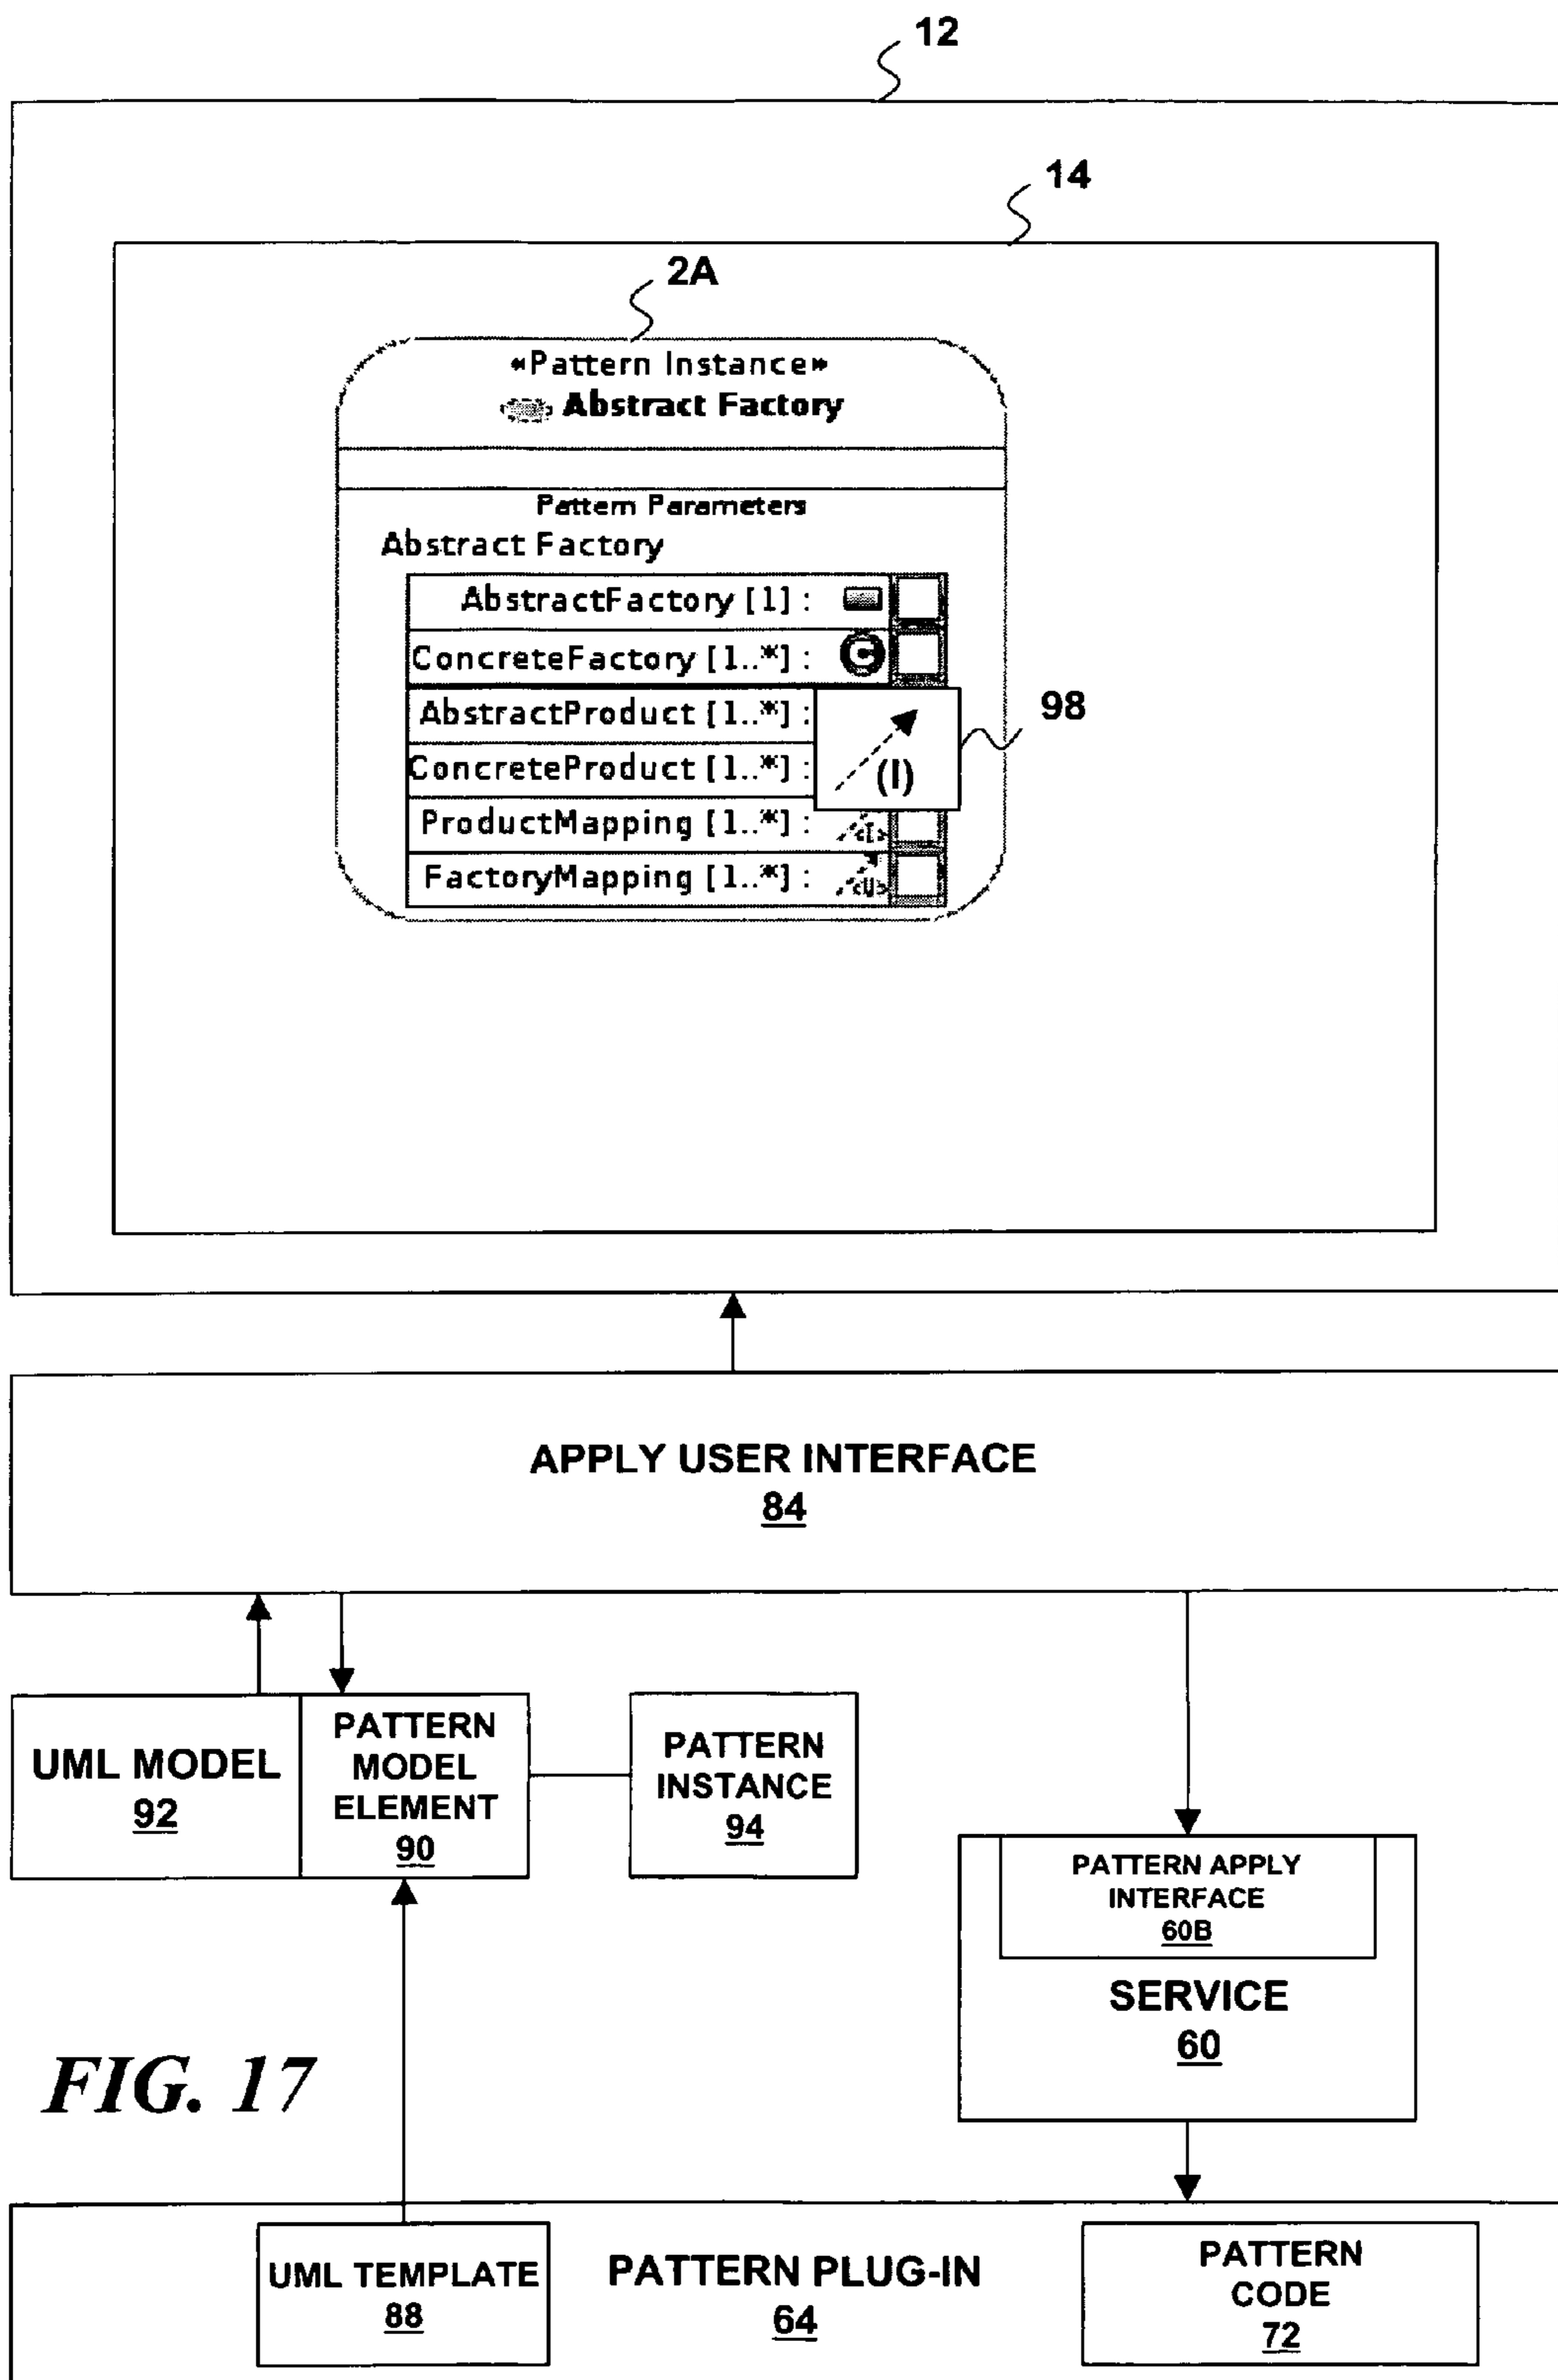 12
14
2A
«Pattern Instance»
Abstract Factory
Pattern Parameters
Abstract Factory
AbstractFactory [1] :
ConcreteFactory [1..*] :
C
AbstractProduct [1..*] :
98
ConcreteProduct [1..*] :
(I)
ProductMapping [1..*] :
<I>
FactoryMapping [1..*] :
<U>
APPLY USER INTERFACE
84
UML MODEL
92
PATTERN
MODEL
ELEMENT
90
PATTERN
INSTANCE
94
PATTERN APPLY
INTERFACE
60B
SERVICE
60
FIG. 17
UML TEMPLATE
88
PATTERN PLUG-IN
64
PATTERN
CODE
72